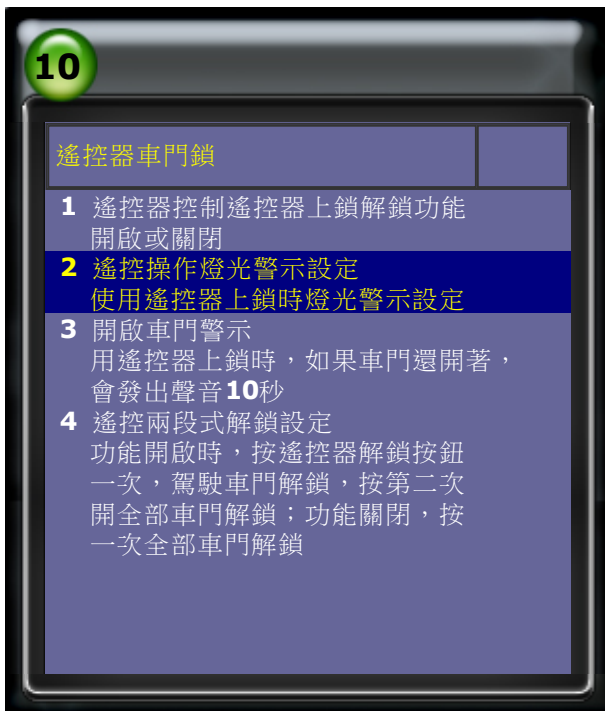 10
遙控器車門鎖
1 遙控器控制遙控器上鎖解鎖功能
開啟或關閉
2 遙控操作燈光警示設定
使用遙控器上鎖時燈光警示設定
3 開啟車門警示
用遙控器上鎖時，如果車門還開著，
會發出聲音10秒
4 遙控兩段式解鎖設定
功能開啟時，按遙控器解鎖按鈕
一次，駕駛車門解鎖，按第二次
開全部車門解鎖；功能關閉，按
一次全部車門解鎖